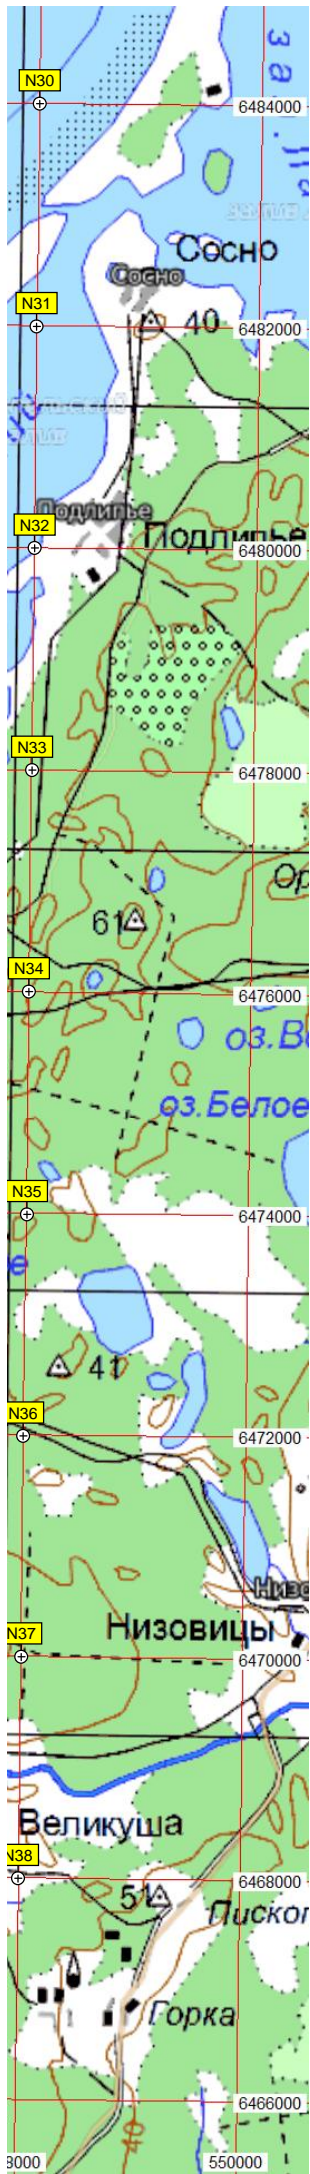 N30
6484000
Сосно
Сосно
N31
40
6482000
N32
Подлипье
Подлипье
6480000
N33
6478000
61
N34
6476000
оз.Белое
N35
6474000
41
N36
6472000
Низовицы
N37
6470000
Великуша
N38
51
6468000
Горка
40
6466000
550000